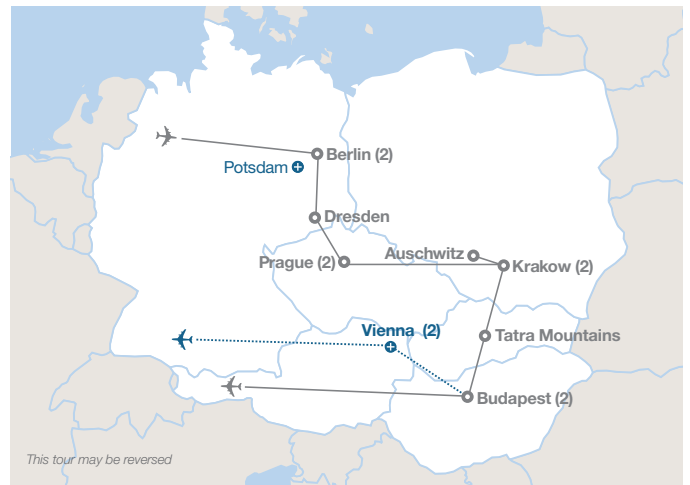 Berlin (2)
Potsdam
Dresden
Auschwitz
Prague (2)
Krakow (2)
Vienna (2)
Tatra Mountains
Budapest (2)
This tour may be reversed